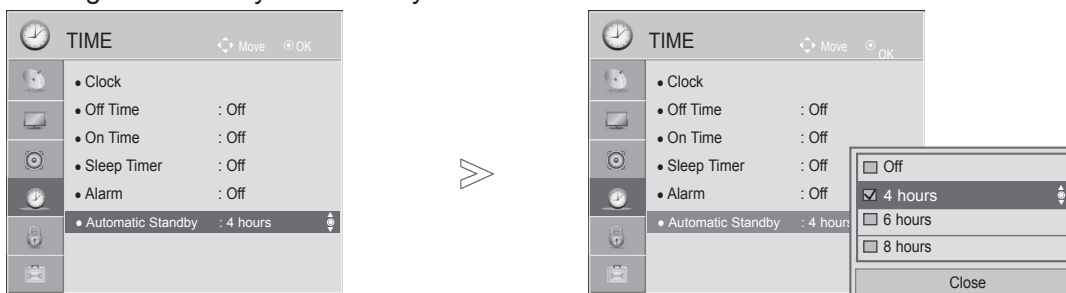 TIME
Move OK
• Clock
• Off Time : Off
• On Time : Off
• Sleep Timer : Off
• Alarm : Off
• Automatic Standby : 4 hours
TIME
Move OK
• Clock
• Off Time : Off
• On Time : Off
• Sleep Timer : Off
• Alarm : Off
• Automatic Standby : 4 hours
Off
4 hours
6 hours
8 hours
Close